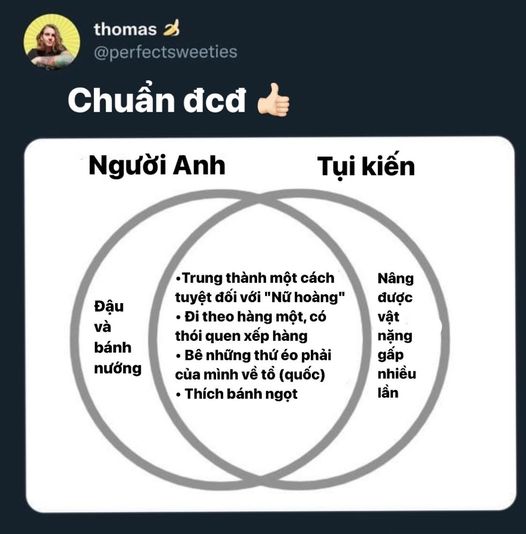 thomas 🍌
@perfectsweeties
Chuẩn đcđ 👍🏻
Người Anh
Tụi kiến
Đậu
và
bánh
nướng
•Trung thành một cách
tuyệt đối với "Nữ hoàng"
• Đi theo hàng một, có
thói quen xếp hàng
• Bê những thứ éo phải
của mình về tổ (quốc)
• Thích bánh ngọt
Nâng
được
vật
nặng
gấp
nhiều
lần